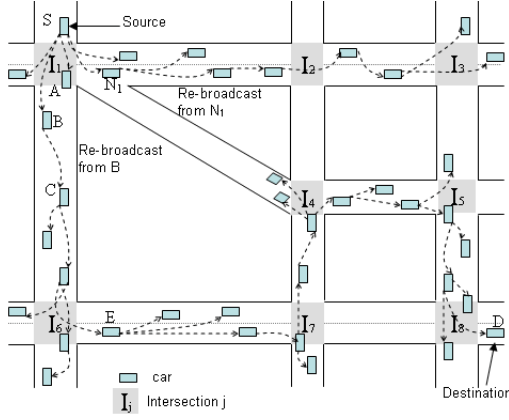 S
Source
I1
I2
I3
A
N1
Re-broadcast
from N1
B
Re-broadcast
from B
C
I4
I5
I6
E
I7
I8
D
car
Ij Intersection j
Destination